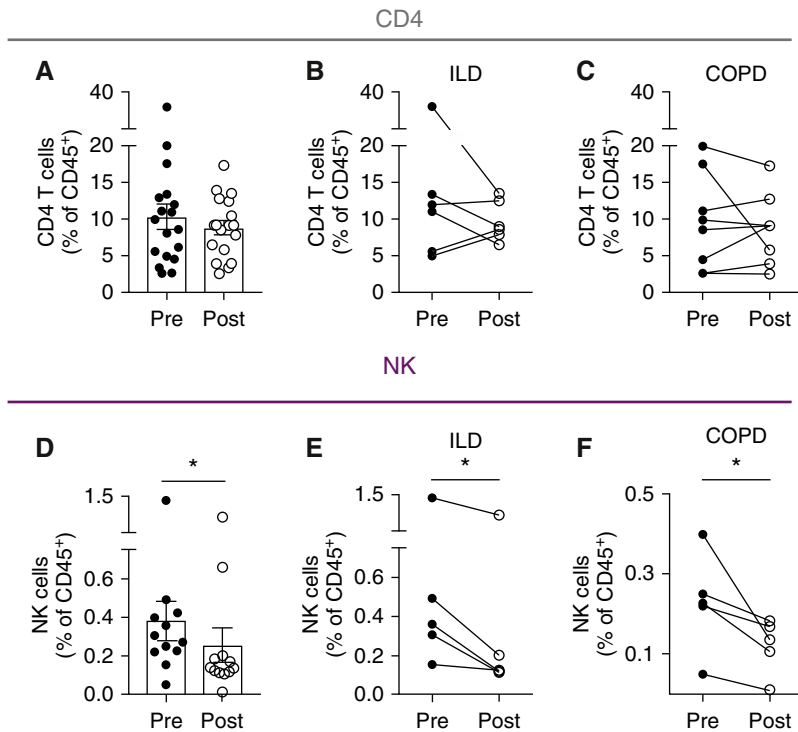 CD4
A
B
ILD
C
COPD
CD4 T cells
(% of CD45⁺)
40
20
15
10
5
0
Pre Post
CD4 T cells
(% of CD45⁺)
40
20
15
10
5
0
Pre Post
CD4 T cells
(% of CD45⁺)
40
20
15
10
5
0
Pre Post
NK
D
E
ILD
F
COPD
NK cells
(% of CD45⁺)
1.5
0.6
0.4
0.2
0.0
*
Pre Post
NK cells
(% of CD45⁺)
1.5
0.6
0.4
0.2
0.0
*
Pre Post
NK cells
(% of CD45⁺)
0.5
0.3
0.1
*
Pre Post